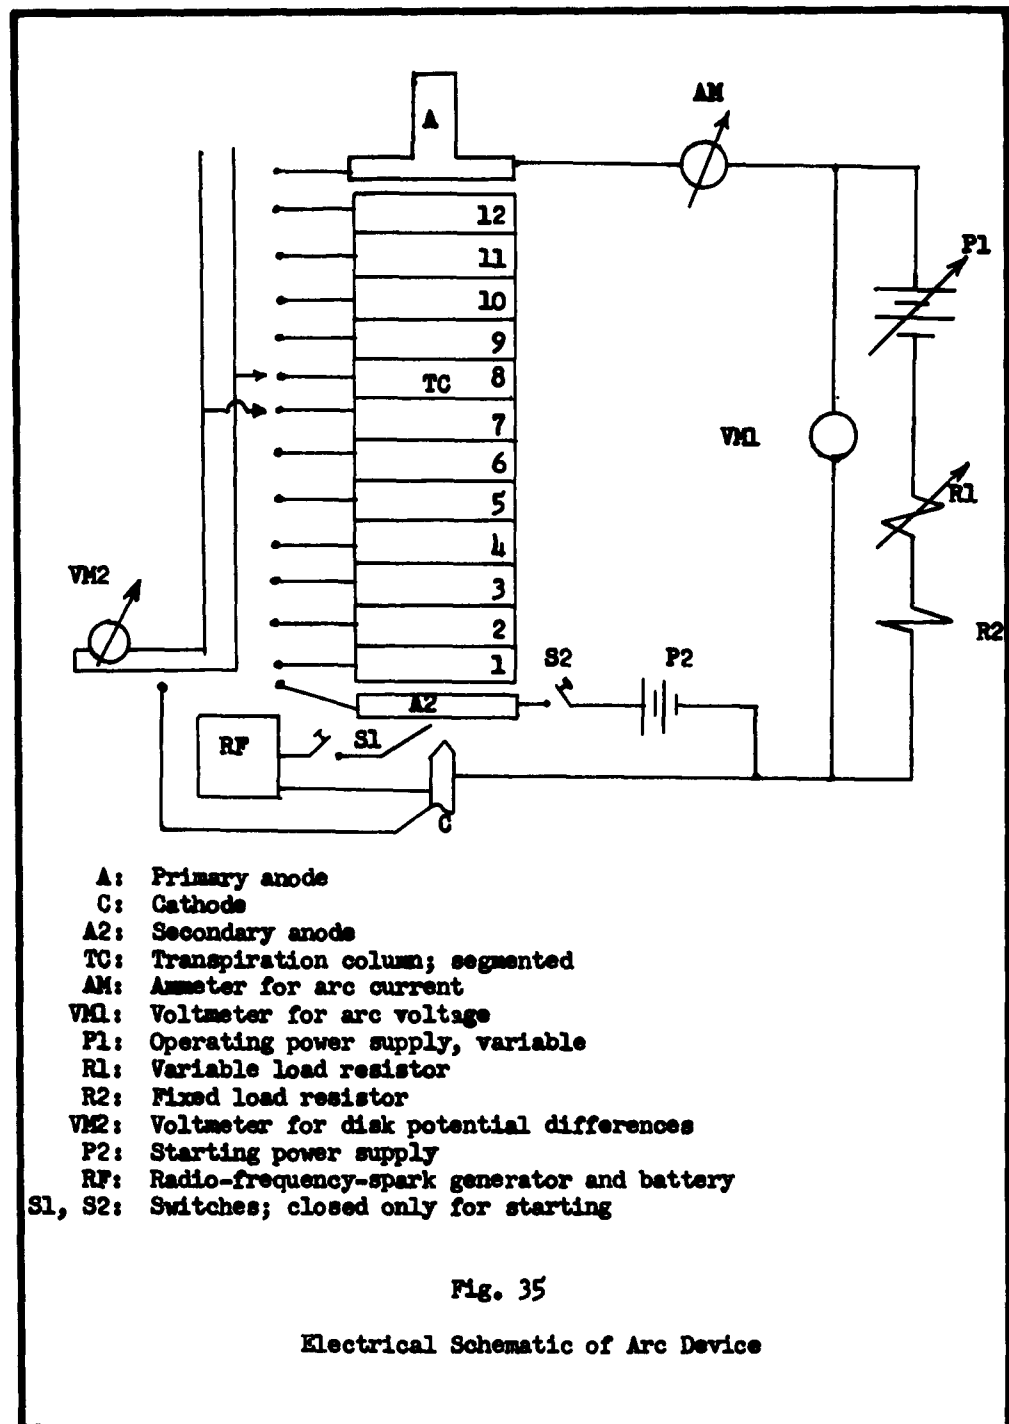 A
AM
12
11
P1
10
9
TC 8
7
VM1
6
5
R1
4
VM2
3
2
R2
1
S2
P2
A2
RF
S1
C
A: Primary anode
C: Cathode
A2: Secondary anode
TC: Transpiration column; segmented
AM: Ammeter for arc current
VM1: Voltmeter for arc voltage
P1: Operating power supply, variable
R1: Variable load resistor
R2: Fixed load resistor
VM2: Voltmeter for disk potential differences
P2: Starting power supply
RF: Radio-frequency-spark generator and battery
S1, S2: Switches; closed only for starting
Fig. 35
Electrical Schematic of Arc Device